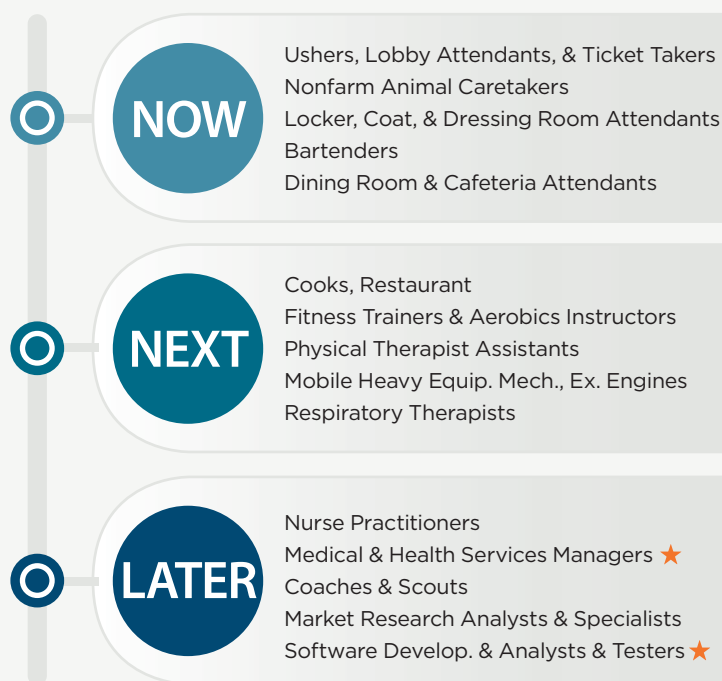 NOW
Ushers, Lobby Attendants, & Ticket Takers
Nonfarm Animal Caretakers
Locker, Coat, & Dressing Room Attendants
Bartenders
Dining Room & Cafeteria Attendants
NEXT
Cooks, Restaurant
Fitness Trainers & Aerobics Instructors
Physical Therapist Assistants
Mobile Heavy Equip. Mech., Ex. Engines
Respiratory Therapists
LATER
Nurse Practitioners
Medical & Health Services Managers
Coaches & Scouts
Market Research Analysts & Specialists
Software Develop. & Analysts & Testers